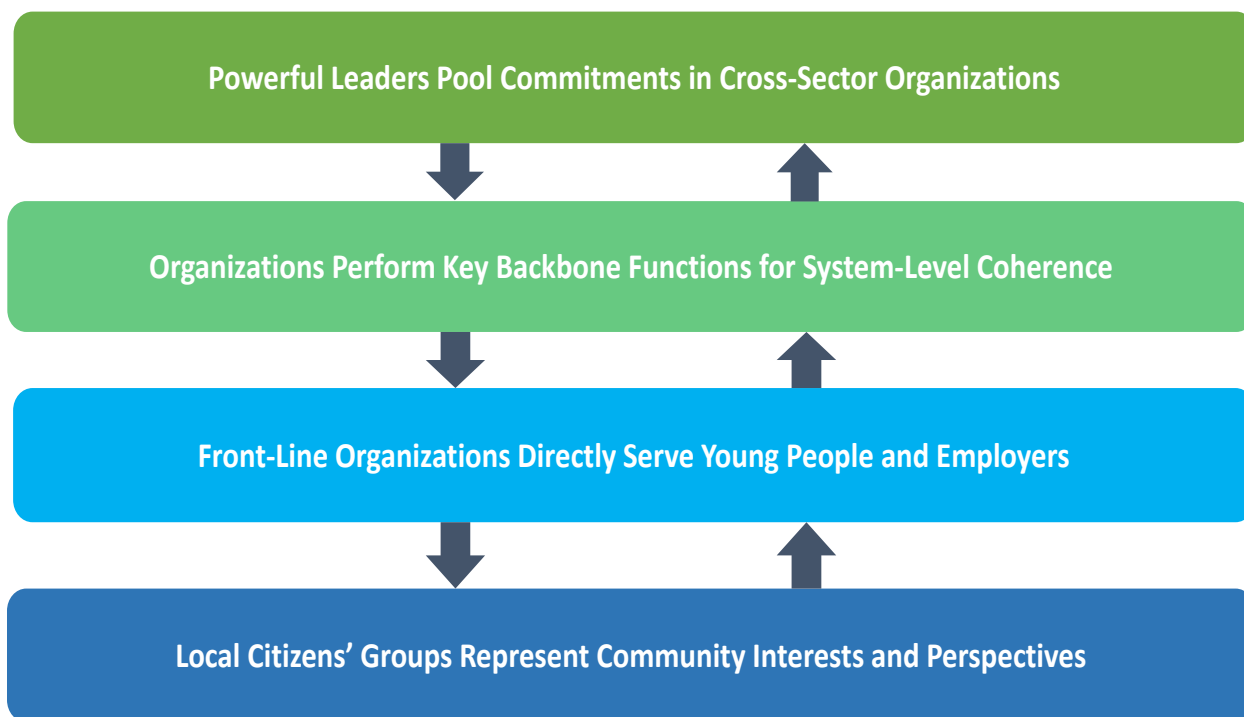 Powerful Leaders Pool Commitments in Cross-Sector Organizations
Organizations Perform Key Backbone Functions for System-Level Coherence
Front-Line Organizations Directly Serve Young People and Employers
Local Citizens’ Groups Represent Community Interests and Perspectives